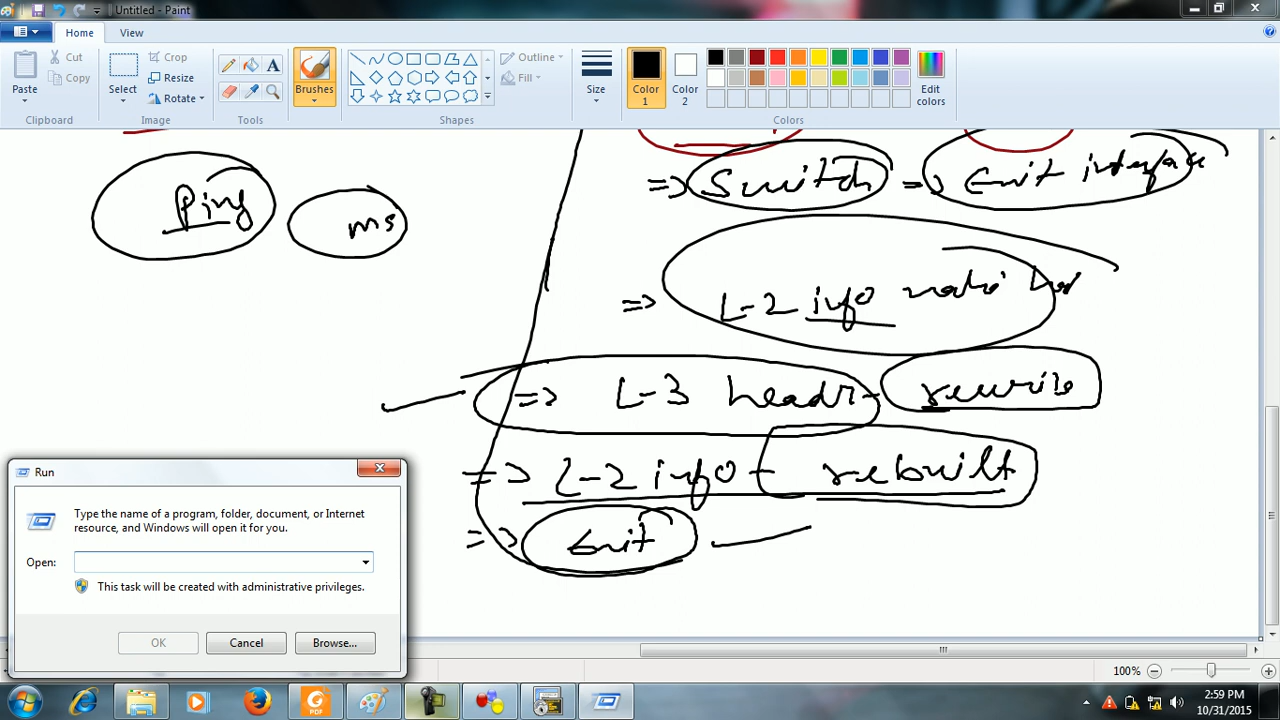 Untitled - Paint
Home View
Paste
Cut
Copy
Clipboard
Select
Crop
Resize
Rotate
Image
Tools
Brushes
Shapes
Outline
Fill
Size
Color 1
Color 2
Edit colors
Colors
Ping
ms
=> Switch => Exit interface
=> L-2 info
=> L-3 headr- rewrite
=> L-2 info - rebuilt
=> Exit
Run
Type the name of a program, folder, document, or Internet
resource, and Windows will open it for you.
Open:
This task will be created with administrative privileges.
OK Cancel Browse...
100%
2:59 PM
10/31/2015
PDF